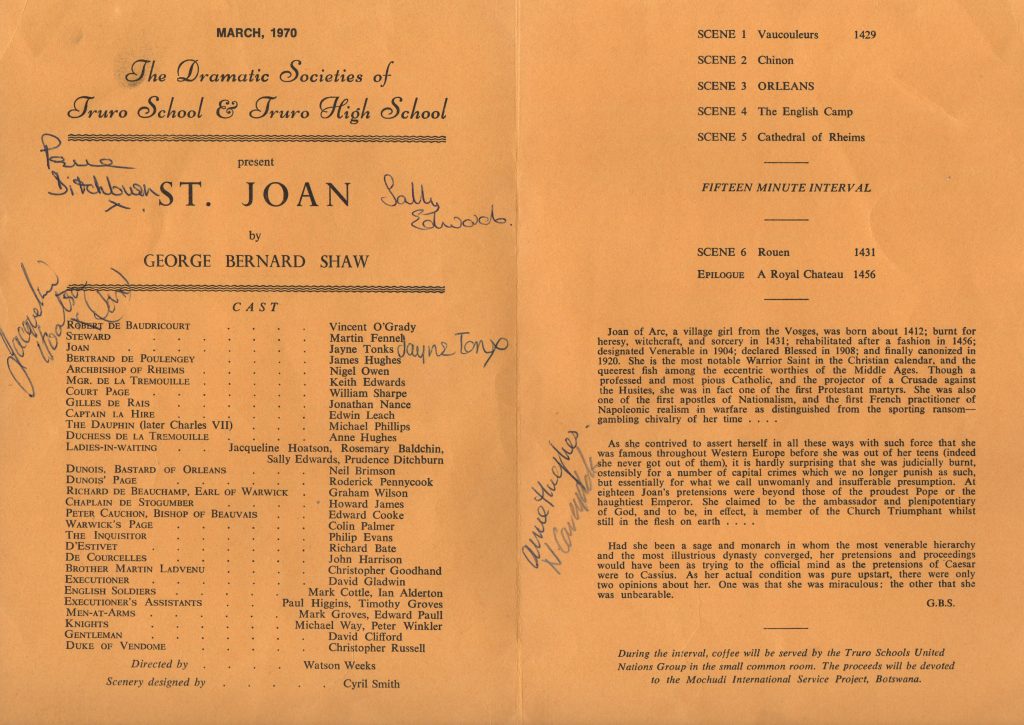 MARCH, 1970
The Dramatic Societies of
Truro School & Truro High School
present
Ditchburn
x
ST. JOAN
Sally
Edwards.
by
GEORGE BERNARD SHAW
Jacqueline
Hoatson
CAST
ROBERT DE BAUDRICOURT . . . . Vincent O'Grady
STEWARD . . . . . Martin Fennel
JOAN . . . . . Jayne Tonks
Jayne Tonx
BERTRAND DE POULENGEY . . . . James Hughes
ARCHBISHOP OF RHEIMS . . . . Nigel Owen
MGR. DE LA TREMOUILLE . . . . Keith Edwards
COURT PAGE . . . . . William Sharpe
GILLES DE RAIS . . . . . Jonathan Nance
CAPTAIN LA HIRE . . . . . Edwin Leach
THE DAUPHIN (later Charles VII) . . . Michael Phillips
DUCHESS DE LA TREMOUILLE . . . . Anne Hughes
LADIES-IN-WAITING . . Jacqueline Hoatson, Rosemary Baldchin,
Sally Edwards, Prudence Ditchburn
DUNOIS, BASTARD OF ORLEANS . . . Neil Brimson
DUNOIS' PAGE . . . . . Roderick Pennycook
RICHARD DE BEAUCHAMP, EARL OF WARWICK . Graham Wilson
CHAPLAIN DE STOGUMBER . . . . Howard James
PETER CAUCHON, BISHOP OF BEAUVAIS . . Edward Cooke
WARWICK'S PAGE . . . . . Colin Palmer
THE INQUISITOR . . . . . Philip Evans
D'ESTIVET . . . . . Richard Bate
DE COURCELLES . . . . . John Harrison
BROTHER MARTIN LADVENU . . . . Christopher Goodhand
EXECUTIONER . . . . . David Gladwin
ENGLISH SOLDIERS . . . . Mark Cottle, Ian Alderton
EXECUTIONER'S ASSISTANTS . . Paul Higgins, Timothy Groves
MEN-AT-ARMS . . . . Mark Groves, Edward Paull
KNIGHTS . . . . . Michael Way, Peter Winkler
GENTLEMAN . . . . . David Clifford
DUKE OF VENDOME . . . . . Christopher Russell
Directed by . . . . . Watson Weeks
Scenery designed by . . . . . Cyril Smith
SCENE 1 Vaucouleurs 1429
SCENE 2 Chinon
SCENE 3 ORLEANS
SCENE 4 The English Camp
SCENE 5 Cathedral of Rheims
FIFTEEN MINUTE INTERVAL
SCENE 6 Rouen 1431
EPILOGUE A Royal Chateau 1456
Joan of Arc, a village girl from the Vosges, was born about 1412; burnt for
heresy, witchcraft, and sorcery in 1431; rehabilitated after a fashion in 1456;
designated Venerable in 1904; declared Blessed in 1908; and finally canonized in
1920. She is the most notable Warrior Saint in the Christian calendar, and the
queerest fish among the eccentric worthies of the Middle Ages. Though a
professed and most pious Catholic, and the projector of a Crusade against
the Husites, she was in fact one of the first Protestant martyrs. She was also
one of the first apostles of Nationalism, and the first French practitioner of
Napoleonic realism in warfare as distinguished from the sporting ransom—
gambling chivalry of her time . . . .
As she contrived to assert herself in all these ways with such force that she
was famous throughout Western Europe before she was out of her teens (indeed
she never got out of them), it is hardly surprising that she was judicially burnt,
ostensibly for a number of capital crimes which we no longer punish as such,
but essentially for what we call unwomanly and insufferable presumption. At
eighteen Joan's pretensions were beyond those of the proudest Pope or the
haughtiest Emperor. She claimed to be the ambassador and plenipotentiary
of God, and to be, in effect, a member of the Church Triumphant whilst
still in the flesh on earth . . . .
Anne Hughes.
Had she been a sage and monarch in whom the most venerable hierarchy
and the most illustrious dynasty converged, her pretensions and proceedings
would have been as trying to the official mind as the pretensions of Caesar
were to Cassius. As her actual condition was pure upstart, there were only
two opinions about her. One was that she was miraculous: the other that she
was unbearable.
G.B.S.
During the interval, coffee will be served by the Truro Schools United
Nations Group in the small common room. The proceeds will be devoted
to the Mochudi International Service Project, Botswana.